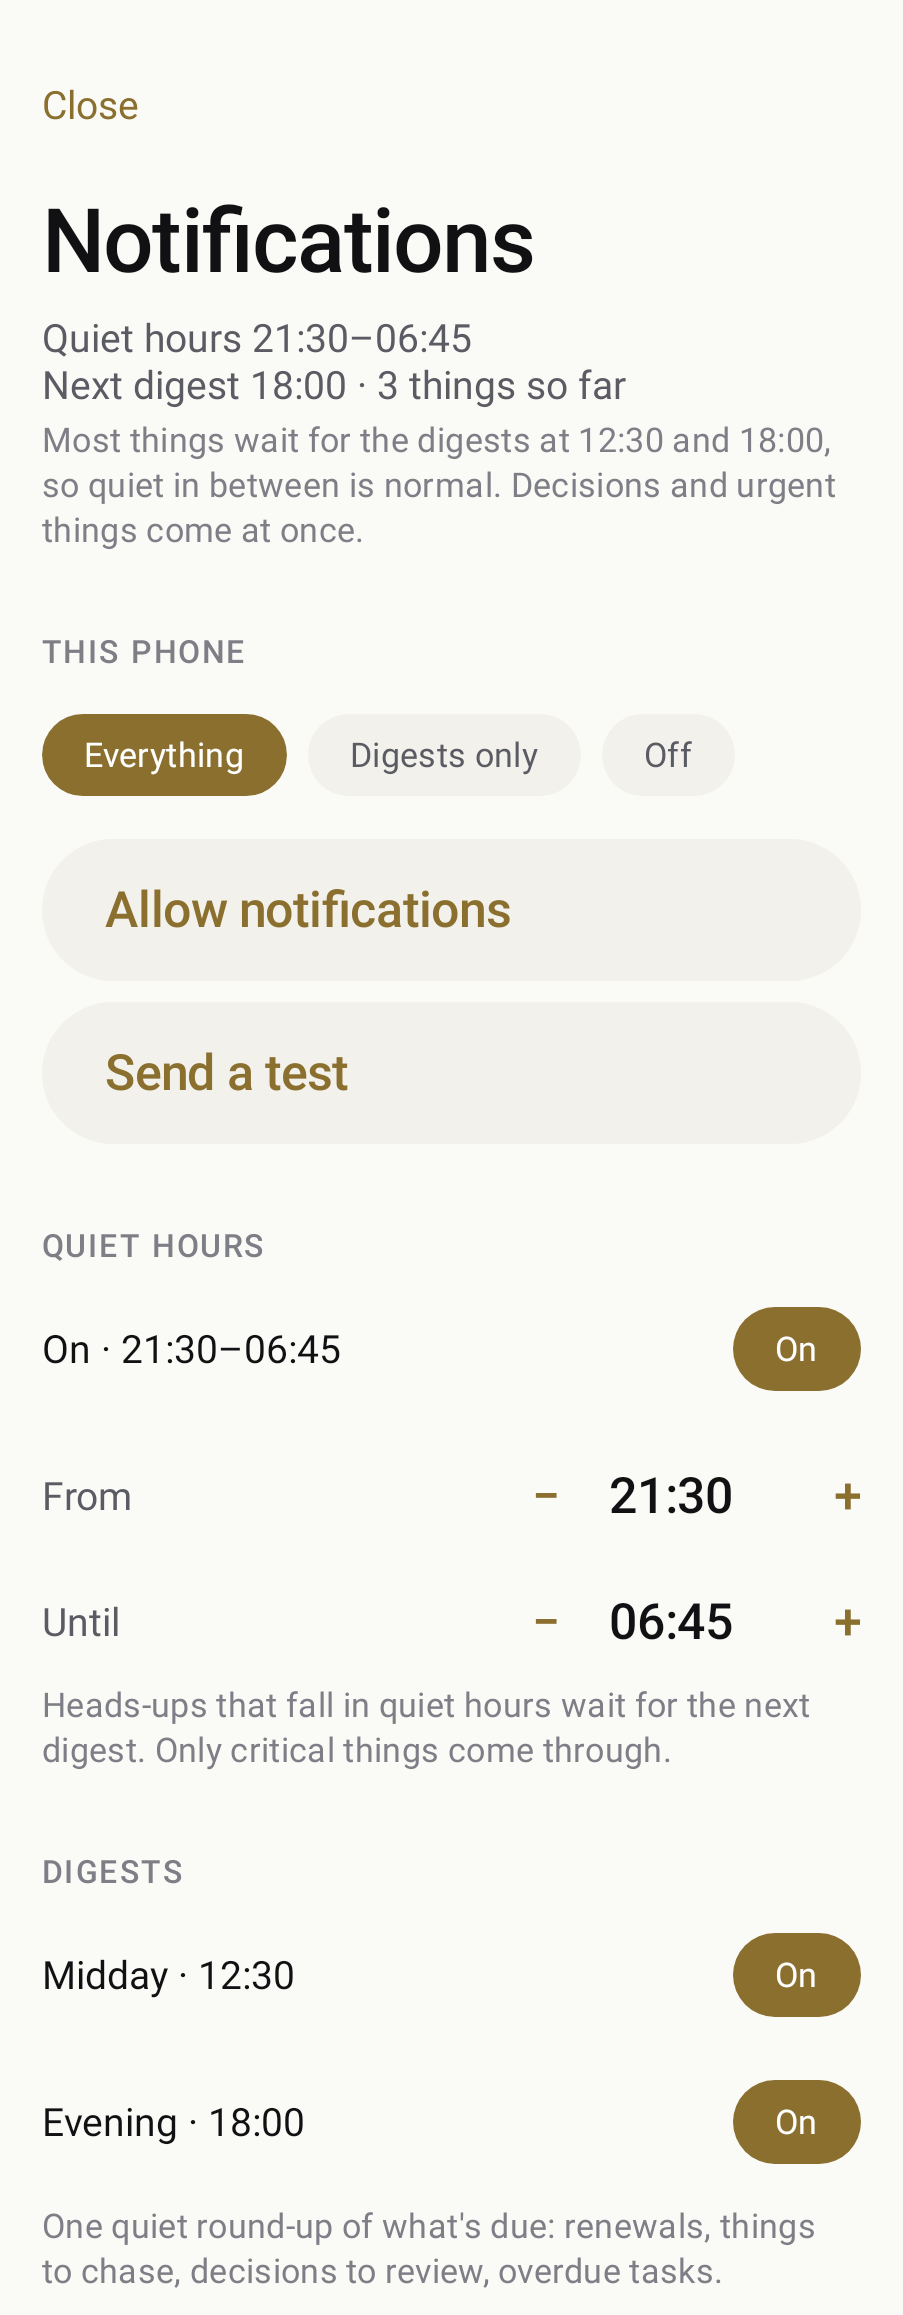 Close
Notifications
Quiet hours 21:30–06:45
Next digest 18:00 · 3 things so far
Most things wait for the digests at 12:30 and 18:00,
so quiet in between is normal. Decisions and urgent
things come at once.
THIS PHONE
Everything Digests only Off
Allow notifications
Send a test
QUIET HOURS
On · 21:30–06:45 On
From − 21:30 +
Until − 06:45 +
Heads-ups that fall in quiet hours wait for the next
digest. Only critical things come through.
DIGESTS
Midday · 12:30 On
Evening · 18:00 On
One quiet round-up of what's due: renewals, things
to chase, decisions to review, overdue tasks.